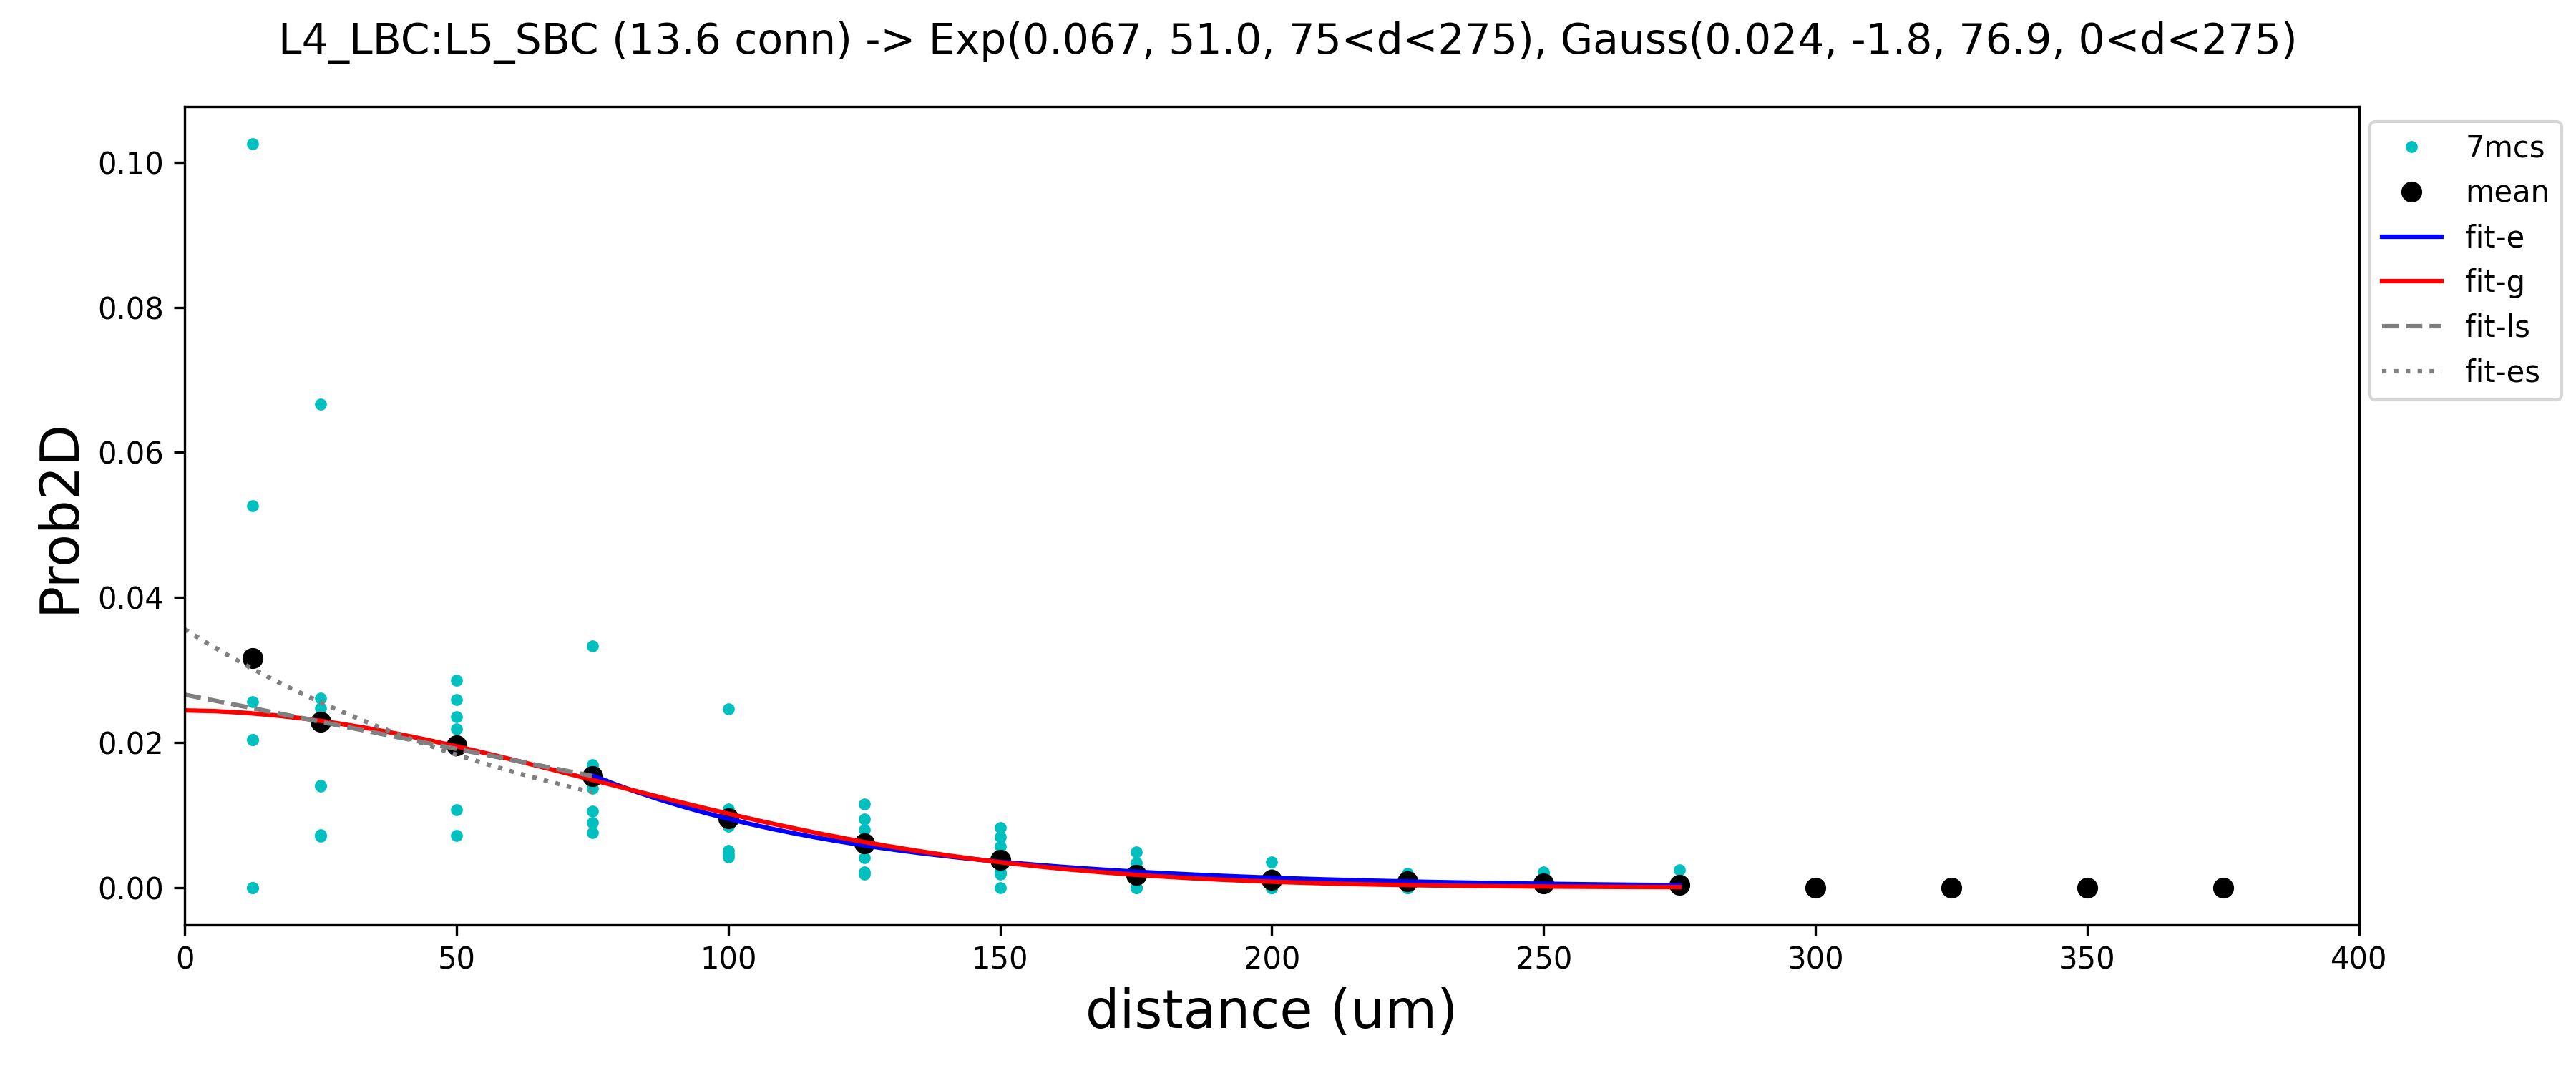 L4_LBC:L5_SBC (13.6 conn) -> Exp(0.067, 51.0, 75<d<275), Gauss(0.024, -1.8, 76.9, 0<d<275)
0.10
0.08
0.06
0.04
0.02
0.00
Prob2D
0 50 100 150 200 250 300 350 400
distance (um)
7mcs
mean
fit-e
fit-g
fit-ls
fit-es